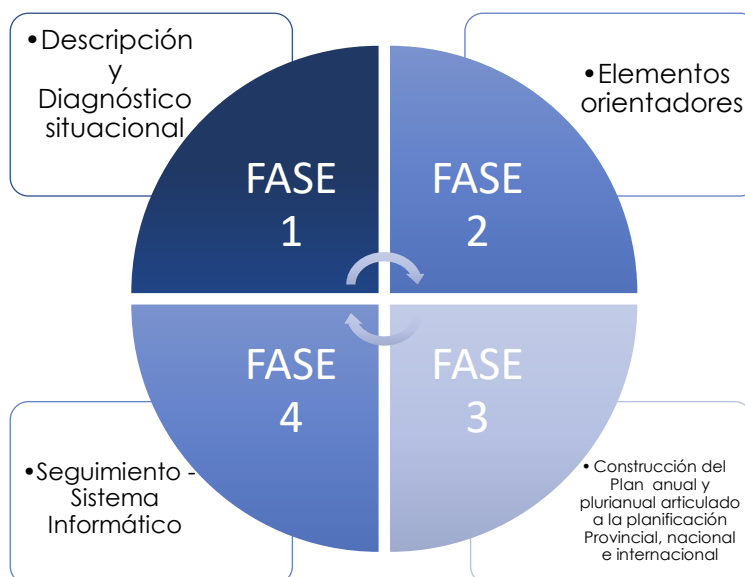 •Descripción
y
Diagnóstico
situacional
•Elementos
orientadores
FASE
1
FASE
2
FASE
4
FASE
3
•Seguimiento -
Sistema
Informático
• Construcción del
Plan anual y
plurianual articulado
a la planificación
Provincial, nacional
e internacional